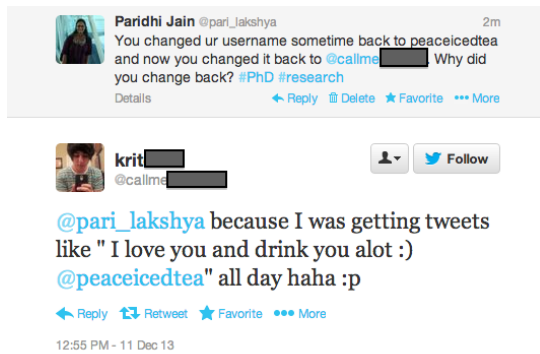 Paridhi Jain @pari_lakshya 2m
You changed ur username sometime back to peaceicedtea
and now you changed it back to @callme . Why did
you change back? #PhD #research
Details Reply Delete Favorite More
krit
@callme
Follow
@pari_lakshya because I was getting tweets
like " I love you and drink you alot :)
@peaceicedtea" all day haha :p
Reply Retweet Favorite More
12:55 PM - 11 Dec 13